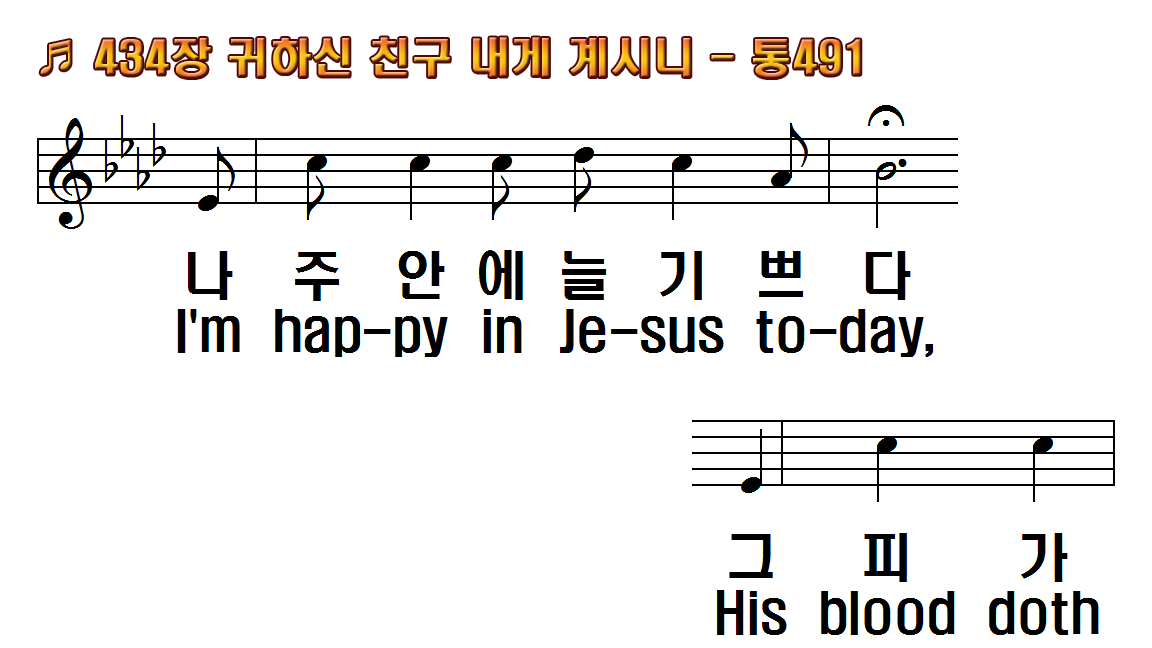 ♬ 434장 귀하신 친구 내게 계시니 - 통491
나 주 안 에 늘 기 쁘 다
I'm hap-py in Je-sus to-day,
그 피 가
His blood doth